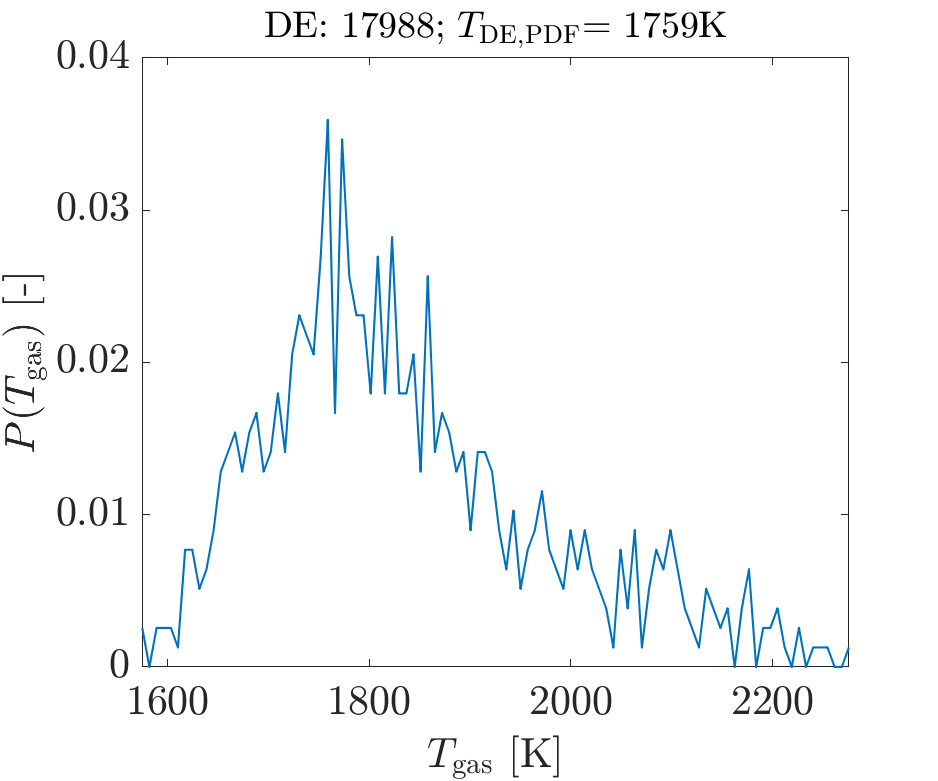 DE: 17988; T_DE,PDF= 1759K
0.04
0.03
0.02
0.01
0
P(T_gas) [-]
1600 1800 2000 2200
T_gas [K]